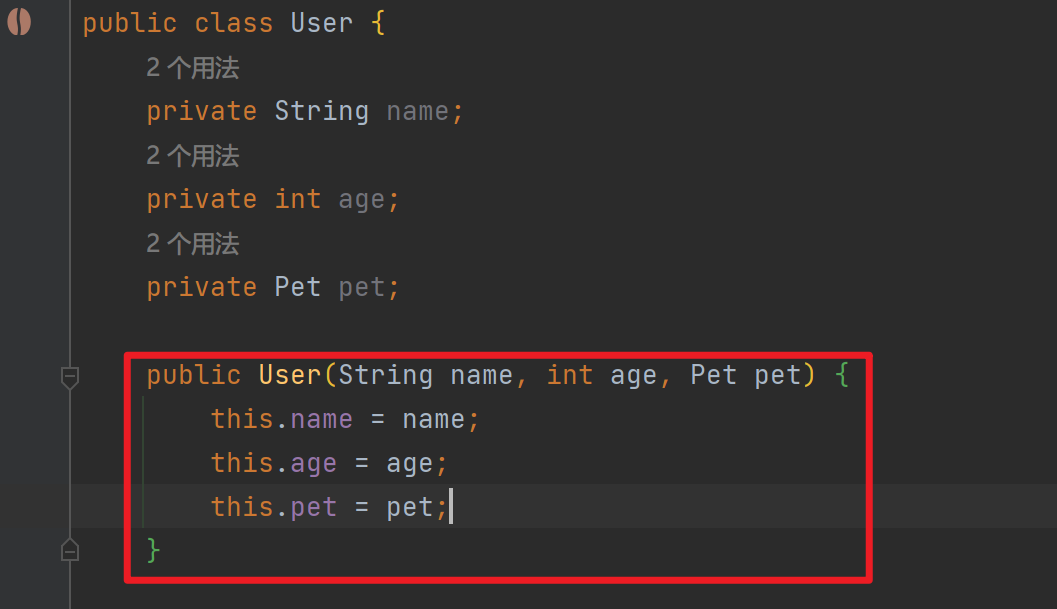 public class User {
2 个用法
private String name;
2 个用法
private int age;
2 个用法
private Pet pet;
public User(String name, int age, Pet pet) {
this.name = name;
this.age = age;
this.pet = pet;
}